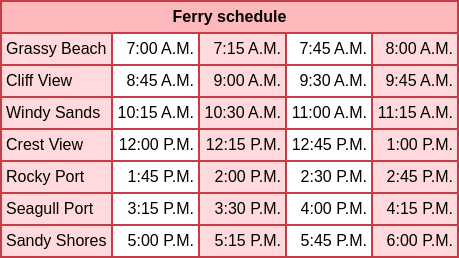 Ferry schedule
Grassy Beach 7:00 A.M. 7:15 A.M. 7:45 A.M. 8:00 A.M.
Cliff View 8:45 A.M. 9:00 A.M. 9:30 A.M. 9:45 A.M.
Windy Sands 10:15 A.M. 10:30 A.M. 11:00 A.M. 11:15 A.M.
Crest View 12:00 P.M. 12:15 P.M. 12:45 P.M. 1:00 P.M.
Rocky Port 1:45 P.M. 2:00 P.M. 2:30 P.M. 2:45 P.M.
Seagull Port 3:15 P.M. 3:30 P.M. 4:00 P.M. 4:15 P.M.
Sandy Shores 5:00 P.M. 5:15 P.M. 5:45 P.M. 6:00 P.M.